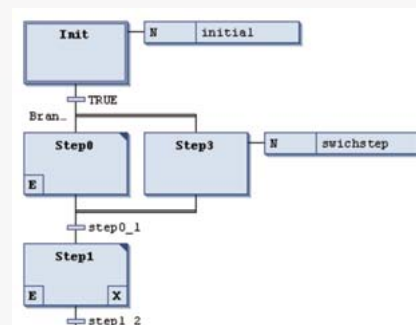 Init
N initial
TRUE
Bran…
Step0
Step3
N swichstep
E
step0_1
Step1
E X
step1_2